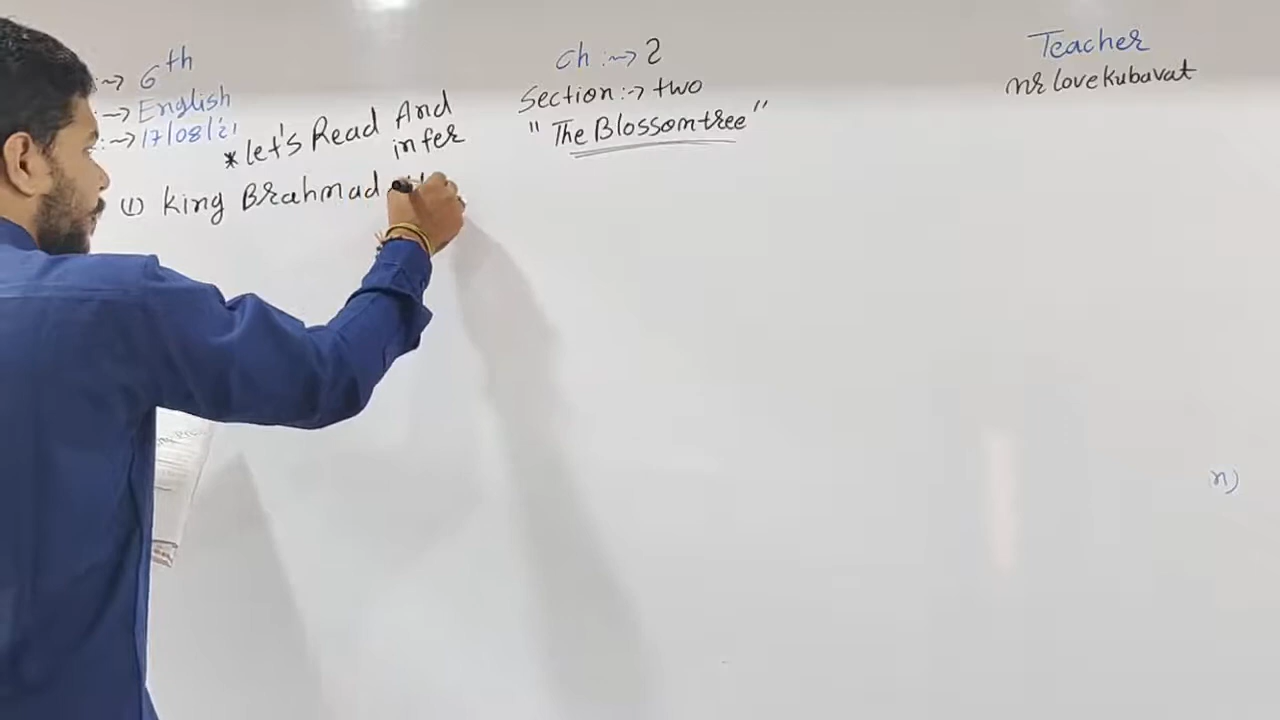 :~> 6th
:~> English
:~> 17/08/21
*let's Read And
infer
(1) king Brahmad
ch :~> 2
Section :~> two
" The Blossom tree "
Teacher
mr love kubavat
n)